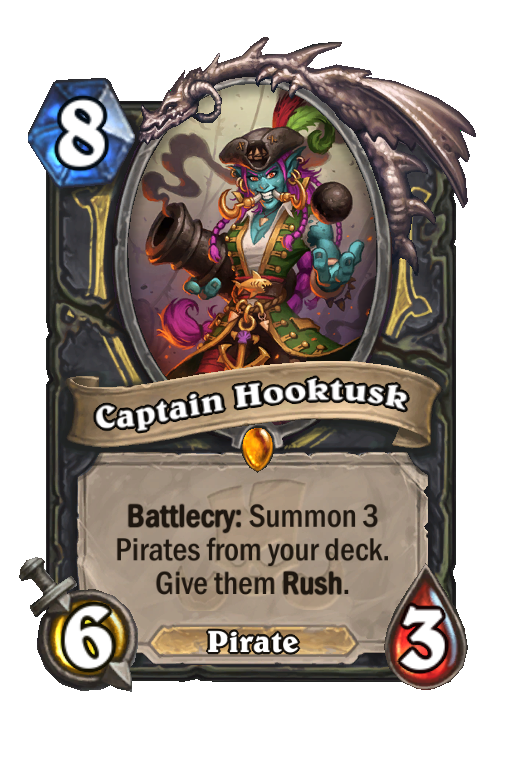 8
Captain Hooktusk
Battlecry: Summon 3
Pirates from your deck.
Give them Rush.
6
Pirate
3